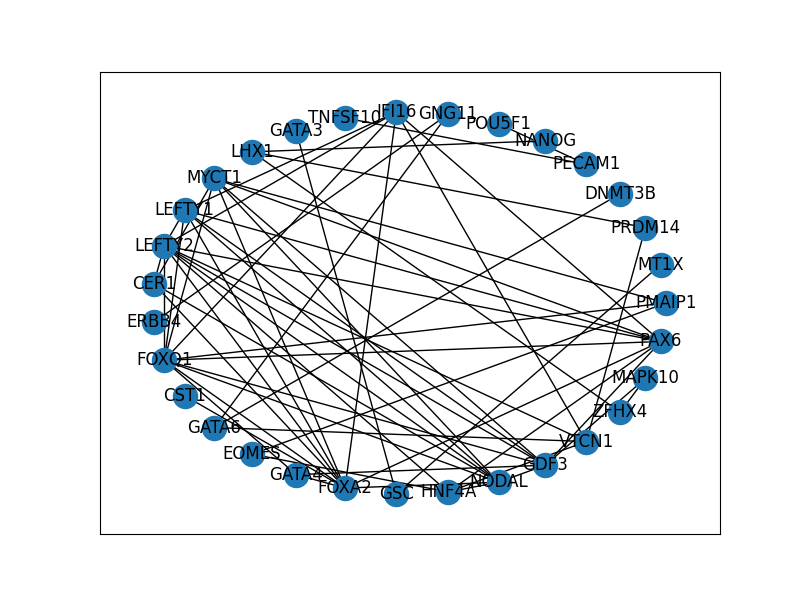 IFI16
GNG11
TNFSF10
POU5F1
GATA3
NANOG
LHX1
PECAM1
MYCT1
DNMT3B
LEFTY1
PRDM14
LEFTY2
MT1X
CER1
PMAIP1
ERBB4
PAX6
FOXQ1
MAPK10
CST1
ZFHX4
GATA6
VTCN1
EOMES
GDF3
GATA4
NODAL
FOXA2
HNF4A
GSC